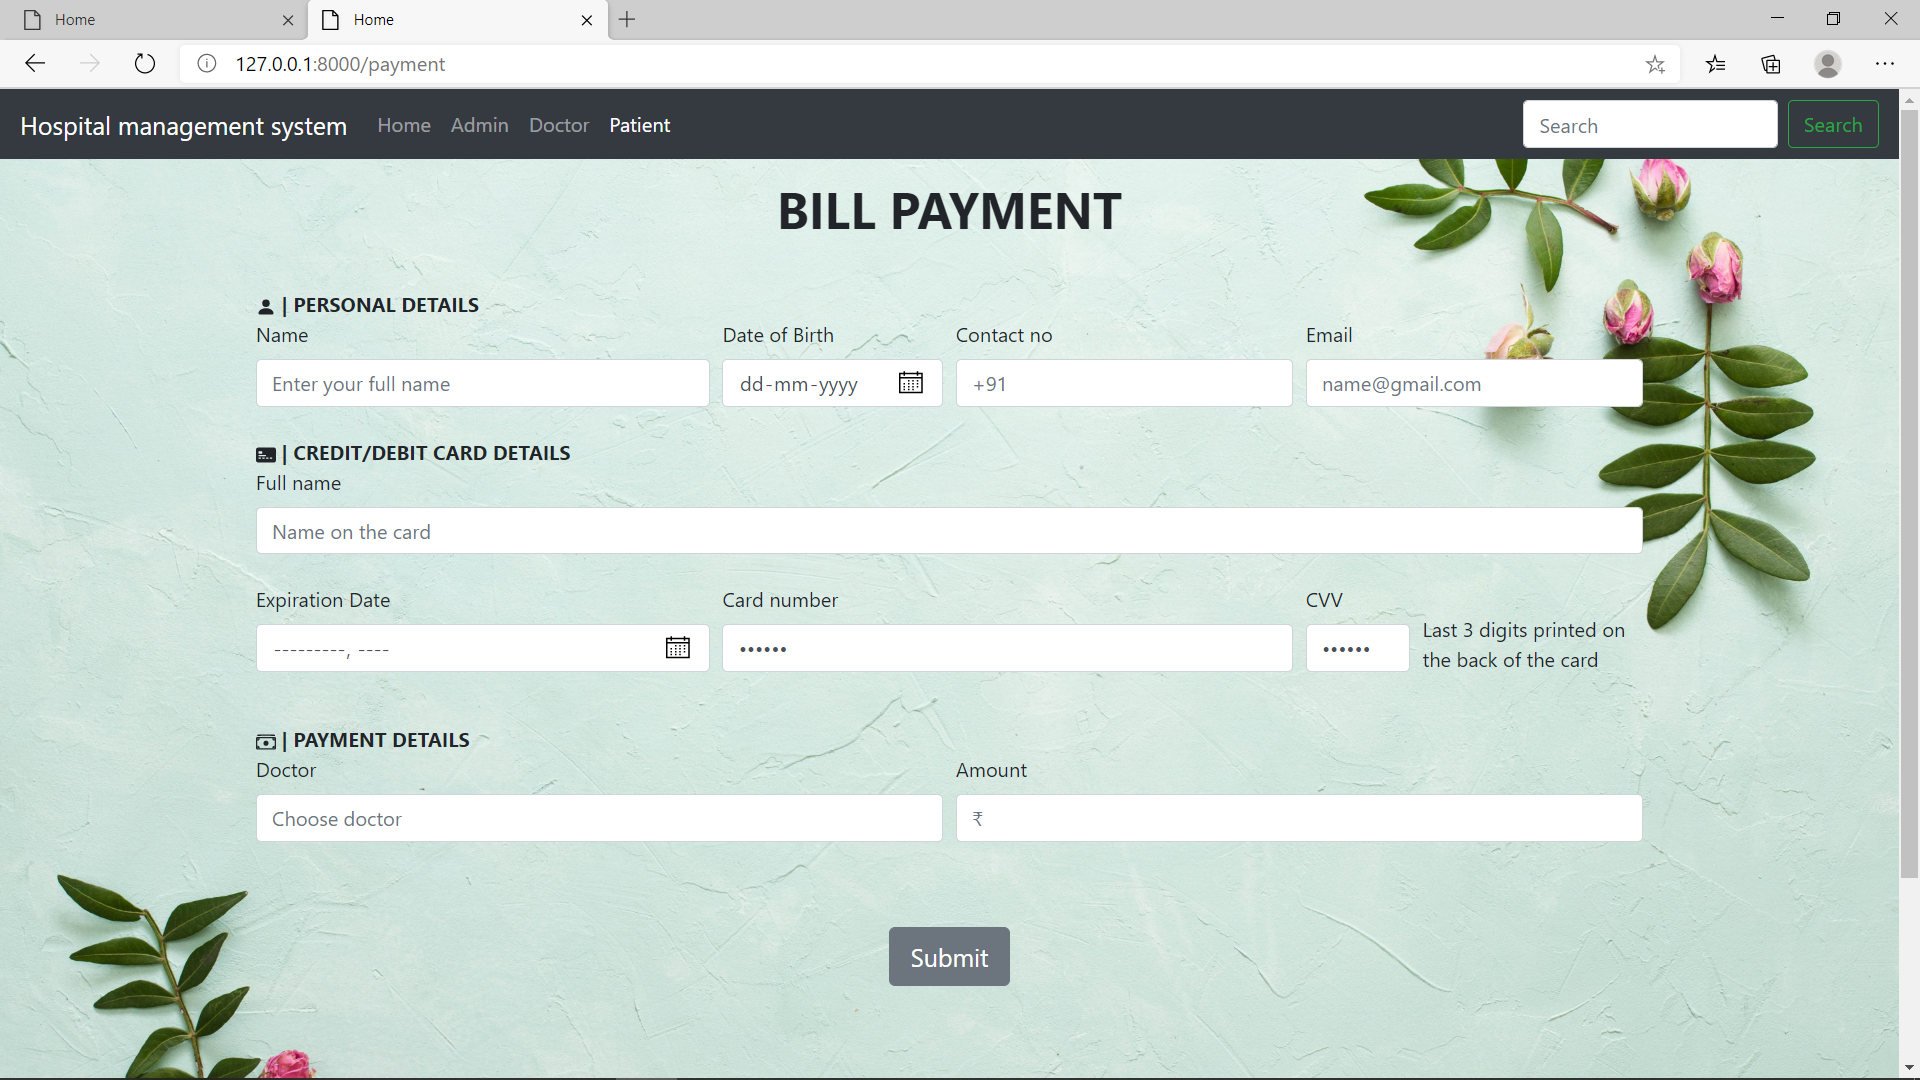 Home
Home
127.0.0.1:8000/payment
Hospital management system Home Admin Doctor Patient Search Search
BILL PAYMENT
| PERSONAL DETAILS
Name Date of Birth Contact no Email
Enter your full name dd-mm-yyyy +91 name@gmail.com
| CREDIT/DEBIT CARD DETAILS
Full name
Name on the card
Expiration Date Card number CVV
---------, ---- •••••• •••••• Last 3 digits printed on
the back of the card
| PAYMENT DETAILS
Doctor Amount
Choose doctor ₹
Submit